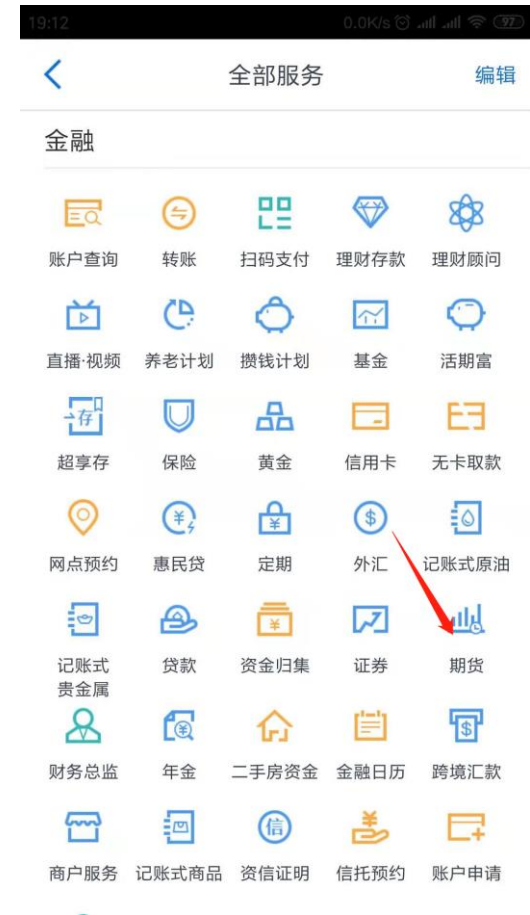 19:12 0.0K/s 97
全部服务 编辑
金融
账户查询 转账 扫码支付 理财存款 理财顾问
直播·视频 养老计划 攒钱计划 基金 活期富
存
超享存 保险 黄金 信用卡 无卡取款
网点预约 惠民贷 定期 外汇 记账式原油
记账式 贷款 资金归集 证券 期货
贵金属
财务总监 年金 二手房资金 金融日历 跨境汇款
信
商户服务 记账式商品 资信证明 信托预约 账户申请